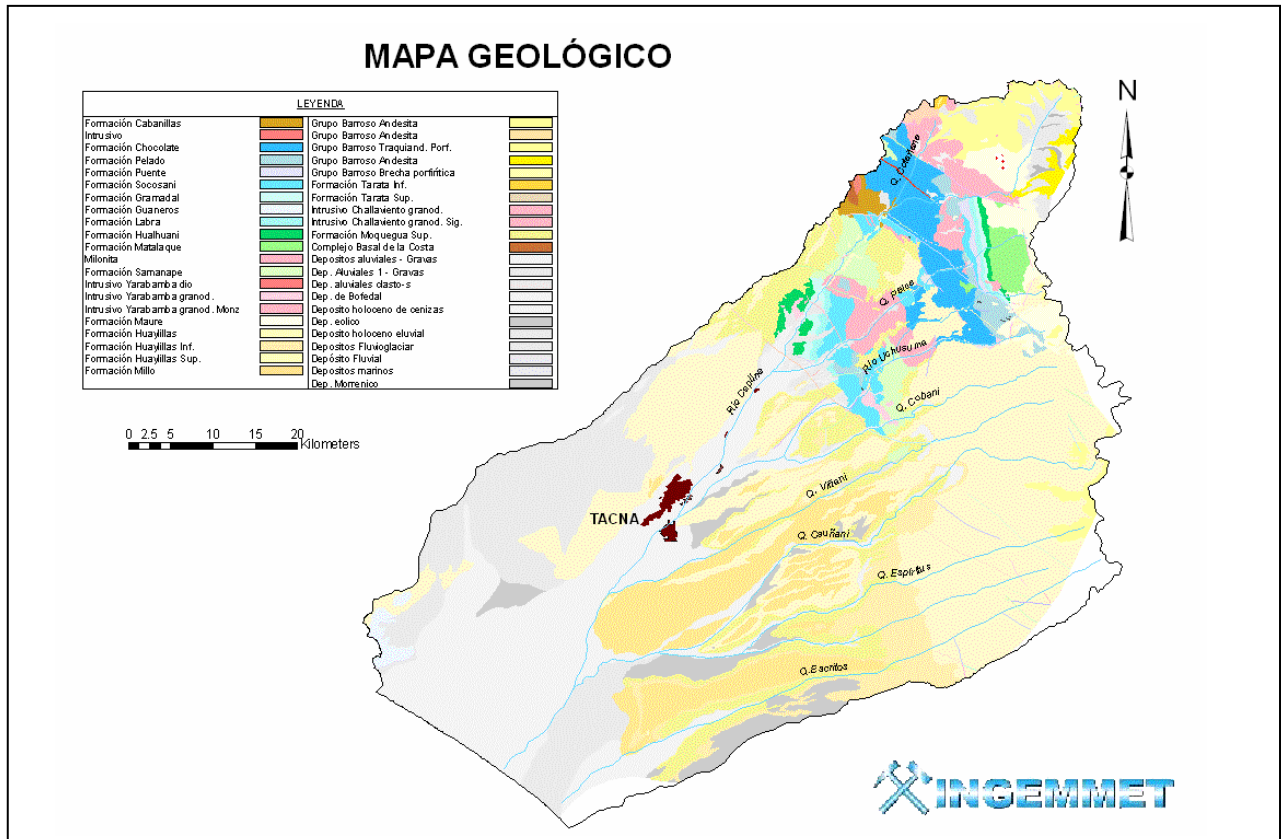 MAPA GEOLÓGICO
LEYENDA
Formación Cabanillas
Intrusivo
Formación Chocolate
Formación Pelado
Formación Puente
Formación Socosani
Formación Gramadal
Formación Guaneros
Formación Labra
Formación Hualhuani
Formación Matalaque
Milonita
Formación Samanape
Intrusivo Yarabamba dio
Intrusivo Yarabamba granod.
Intrusivo Yarabamba granod. Monz
Formación Maure
Formación Huaylillas
Formación Huaylillas Inf.
Formación Huaylillas Sup.
Formación Millo
Grupo Barroso Andesita
Grupo Barroso Andesita
Grupo Barroso Traquiand. Porf.
Grupo Barroso Andesita
Grupo Barroso Brecha porfirítica
Formación Tarata Inf.
Formación Tarata Sup.
Intrusivo Challaviento granod.
Intrusivo Challaviento granod. Sig.
Formación Moquegua Sup.
Complejo Basal de la Costa
Depositos aluviales - Gravas
Dep. Aluviales 1 - Gravas
Dep. aluviales clasto-s
Dep. de Bofedal
Deposito holoceno de cenizas
Dep. eolico
Deposito holoceno eluvial
Depositos Fluvioglaciar
Depósito Fluvial
Depositos marinos
Dep. Morrenico
0 2.5 5 10 15 20
Kilometers
N
Q. Palca
Río Uchusuma
Q. Cobani
Q. Viñani
TACNA
Q. Cauñani
Q. Espíritus
Q. Escritos
INGEMMET